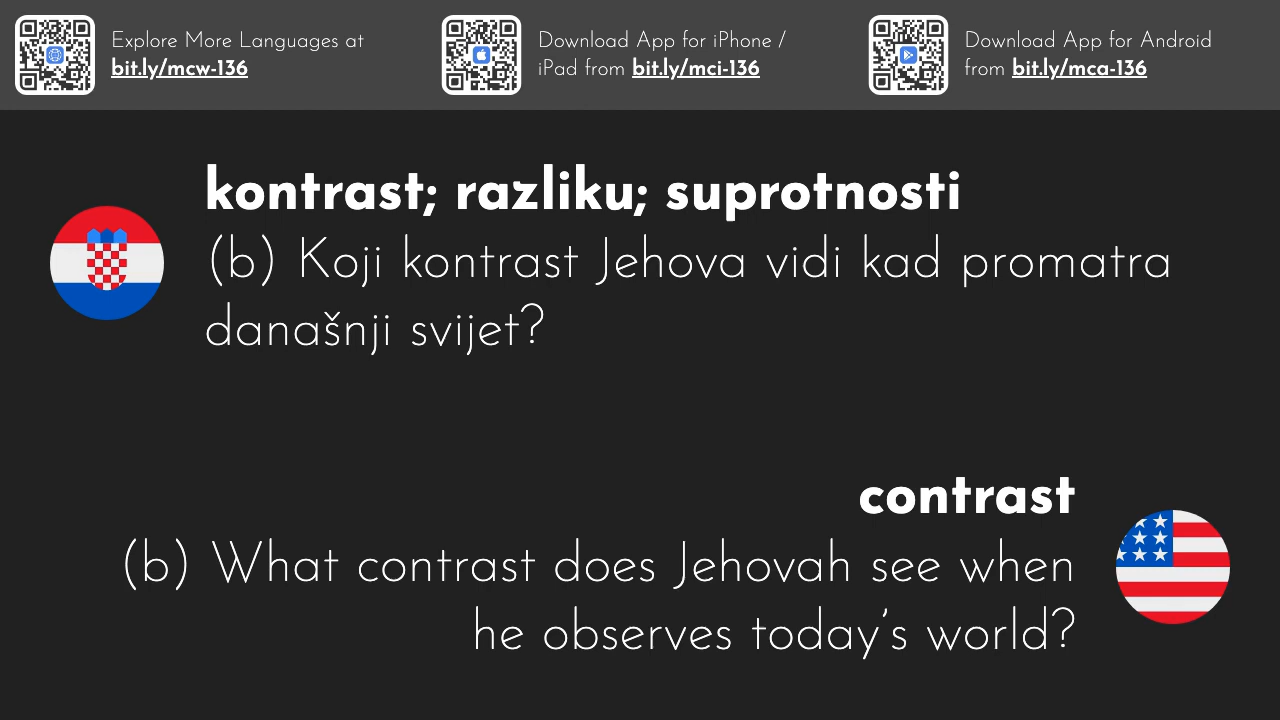 Explore More Languages at
bit.ly/mcw-136
Download App for iPhone /
iPad from bit.ly/mci-136
Download App for Android
from bit.ly/mca-136
kontrast; razliku; suprotnosti
(b) Koji kontrast Jehova vidi kad promatra
današnji svijet?
contrast
(b) What contrast does Jehovah see when
he observes today’s world?